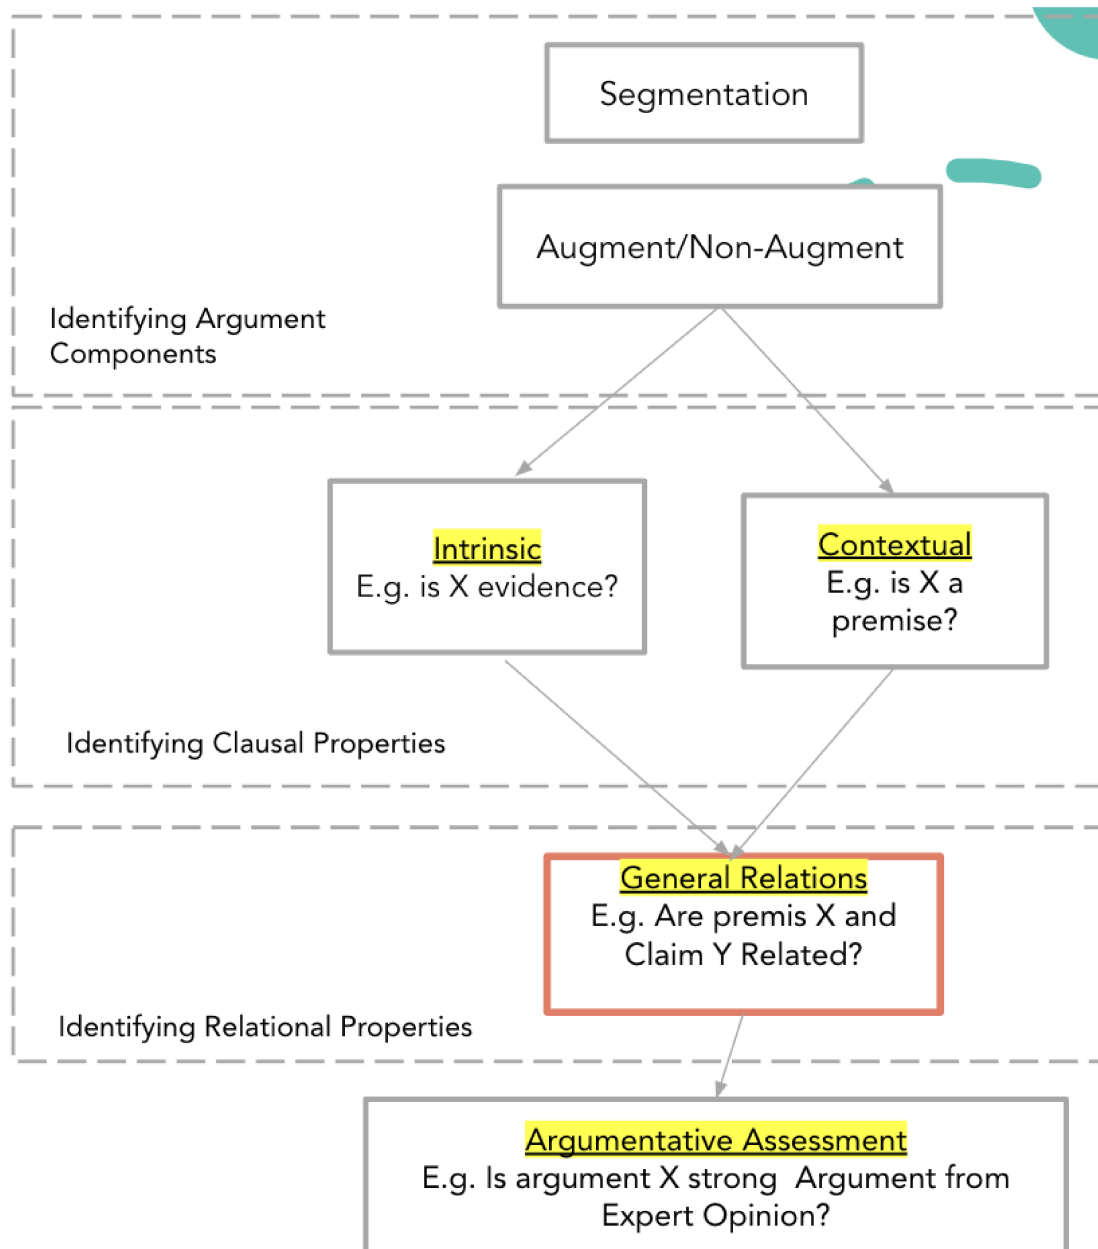 Segmentation
Augment/Non-Augment
Identifying Argument
Components
Intrinsic
E.g. is X evidence?
Contextual
E.g. is X a
premise?
Identifying Clausal Properties
General Relations
E.g. Are premis X and
Claim Y Related?
Identifying Relational Properties
Argumentative Assessment
E.g. Is argument X strong  Argument from
Expert Opinion?